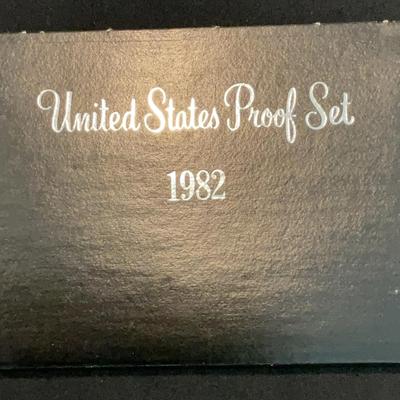 United States Proof Set
1982